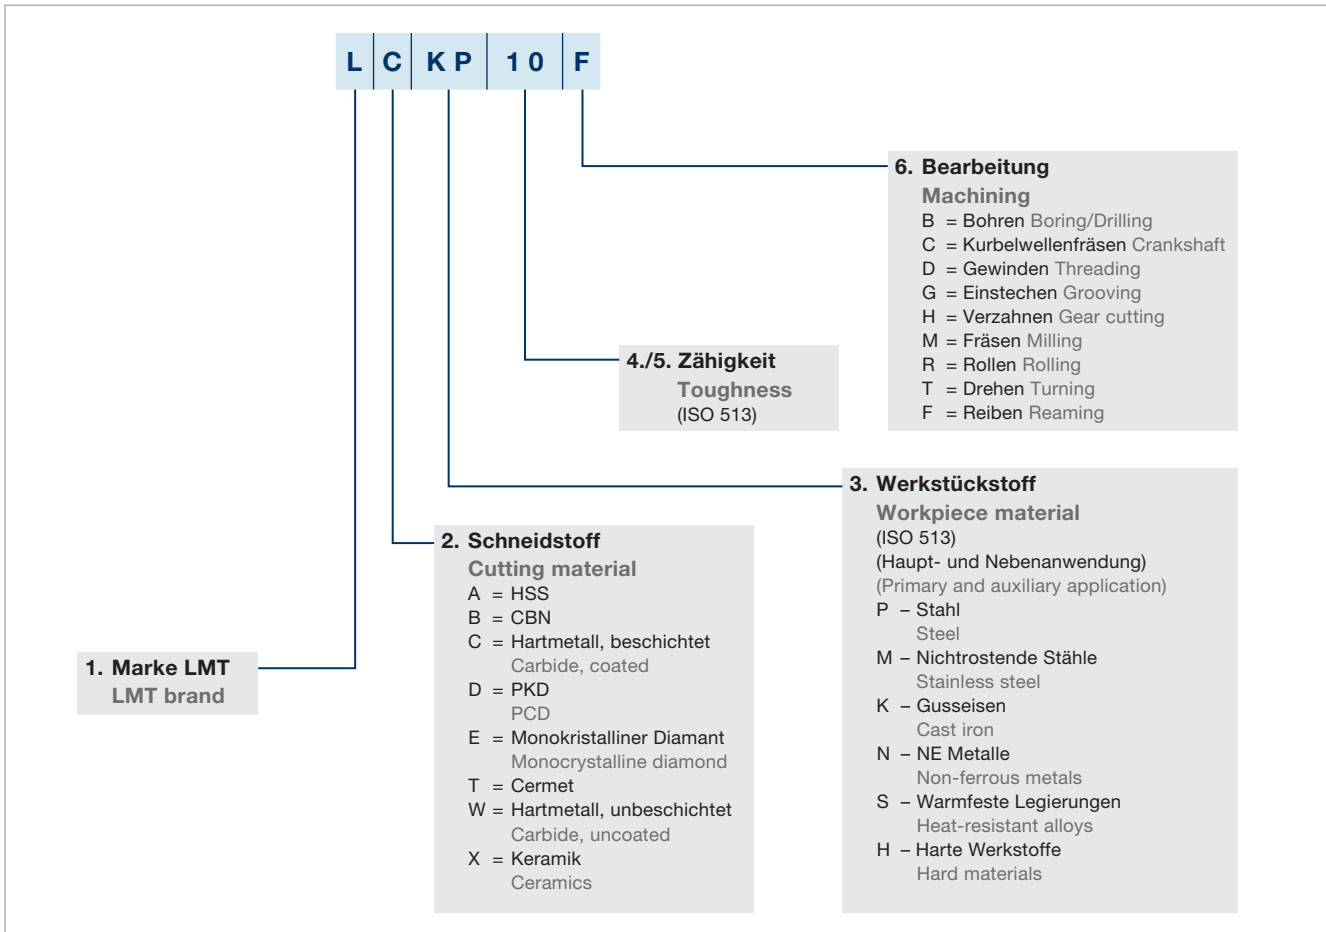 L C K P 1 0 F
6. Bearbeitung
Machining
B = Bohren Boring/Drilling
C = Kurbelwellenfräsen Crankshaft
D = Gewinden Threading
G = Einstechen Grooving
H = Verzahnen Gear cutting
M = Fräsen Milling
R = Rollen Rolling
T = Drehen Turning
F = Reiben Reaming
4./5. Zähigkeit
Toughness
(ISO 513)
3. Werkstückstoff
Workpiece material
(ISO 513)
(Haupt- und Nebenanwendung)
(Primary and auxiliary application)
P – Stahl
Steel
M – Nichtrostende Stähle
Stainless steel
K – Gusseisen
Cast iron
N – NE Metalle
Non-ferrous metals
S – Warmfeste Legierungen
Heat-resistant alloys
H – Harte Werkstoffe
Hard materials
2. Schneidstoff
Cutting material
A = HSS
B = CBN
C = Hartmetall, beschichtet
Carbide, coated
D = PKD
PCD
E = Monokristalliner Diamant
Monocrystalline diamond
T = Cermet
W = Hartmetall, unbeschichtet
Carbide, uncoated
X = Keramik
Ceramics
1. Marke LMT
LMT brand